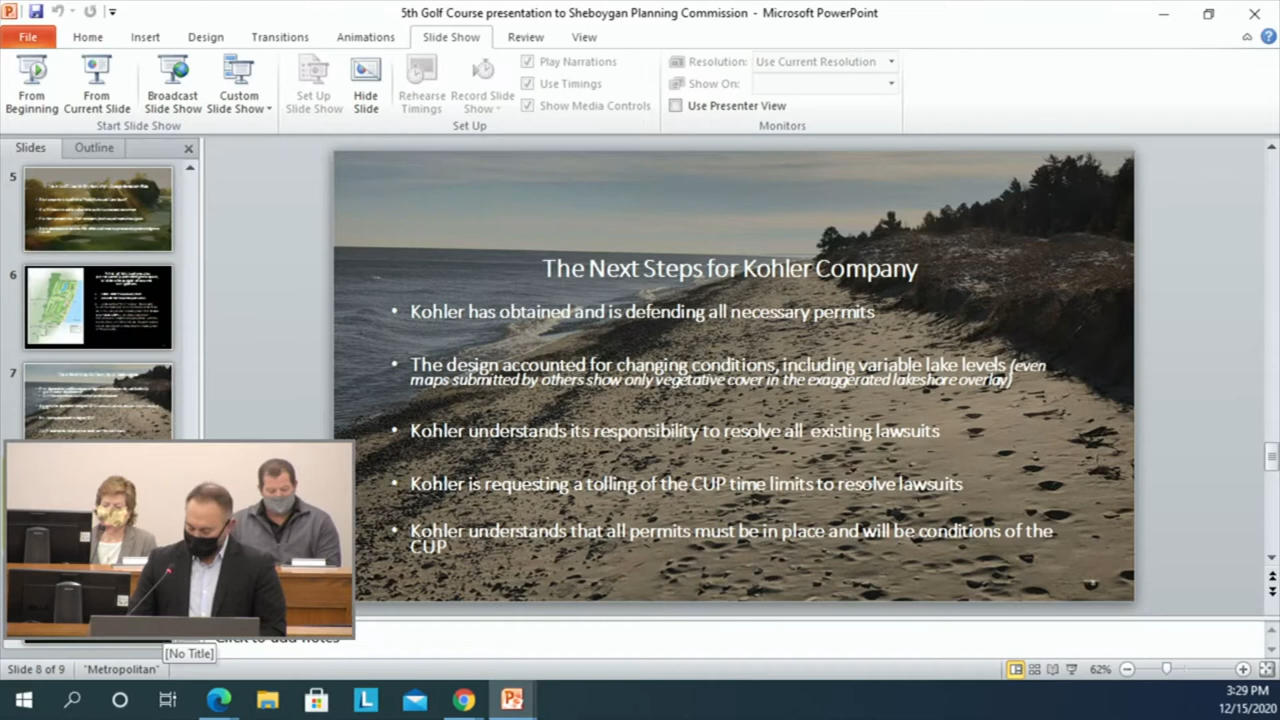 5th Golf Course presentation to Sheboygan Planning Commission - Microsoft PowerPoint
File Home Insert Design Transitions Animations Slide Show Review View
From Beginning
From Current Slide
Broadcast Slide Show
Custom Slide Show
Set Up Slide Show
Hide Slide
Rehearse Timings
Record Slide Show
Play Narrations
Use Timings
Show Media Controls
Resolution: Use Current Resolution
Show On:
Use Presenter View
Start Slide Show
Set Up
Monitors
Slides Outline
5
6
7
The Next Steps for Kohler Company
• Kohler has obtained and is defending all necessary permits
• The design accounted for changing conditions, including variable lake levels (even
maps submitted by others show only vegetative cover in the exaggerated lakeshore overlay)
• Kohler understands its responsibility to resolve all existing lawsuits
• Kohler is requesting a tolling of the CUP time limits to resolve lawsuits
• Kohler understands that all permits must be in place and will be conditions of the
CUP
Click to add notes
[No Title]
Slide 8 of 9 "Metropolitan" 62%
3:29 PM
12/15/2020